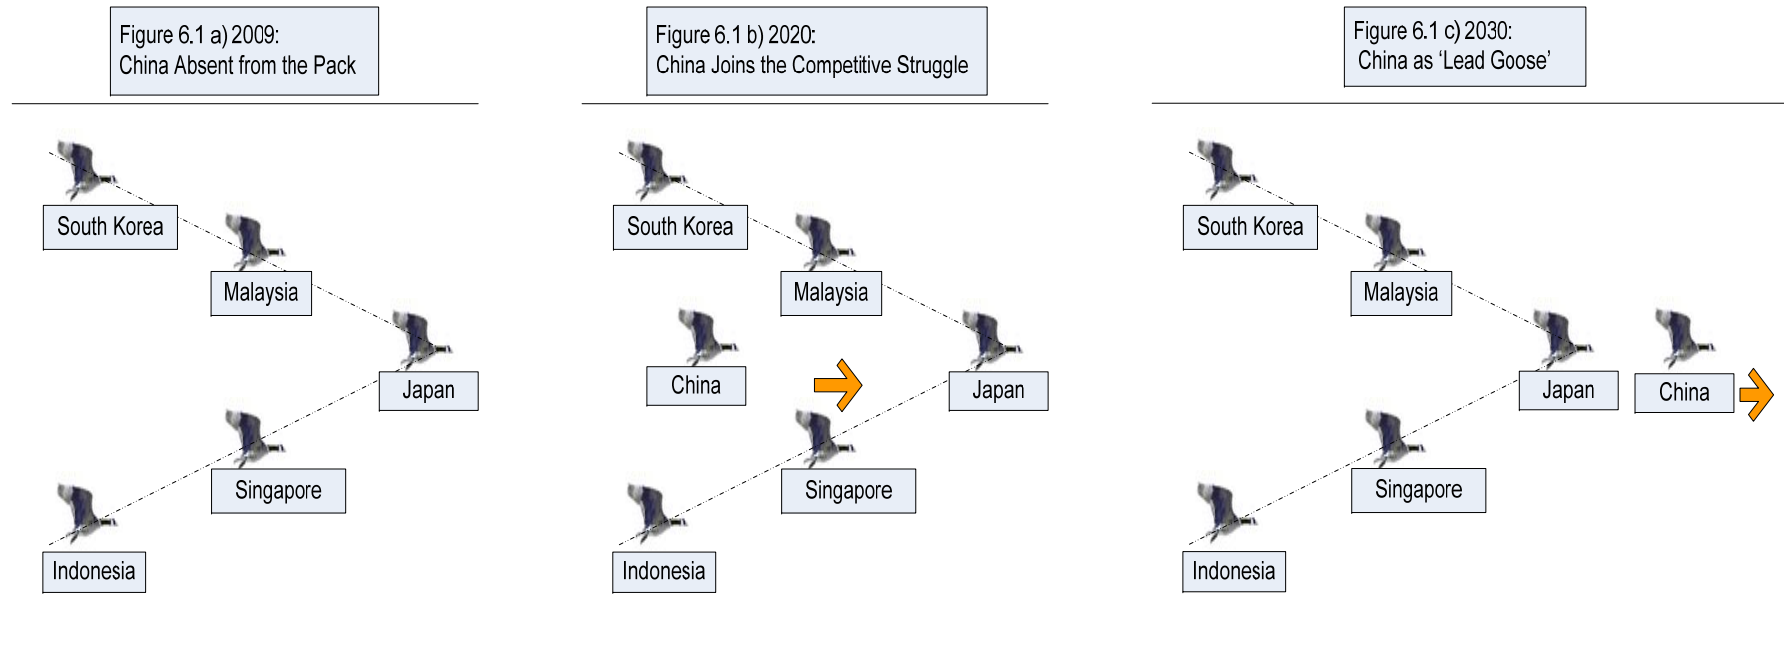 Figure 6.1 a) 2009:
China Absent from the Pack
South Korea
Malaysia
Japan
Singapore
Indonesia
Figure 6.1 b) 2020:
China Joins the Competitive Struggle
South Korea
Malaysia
China
Japan
Singapore
Indonesia
Figure 6.1 c) 2030:
China as ‘Lead Goose’
South Korea
Malaysia
Japan
China
Singapore
Indonesia